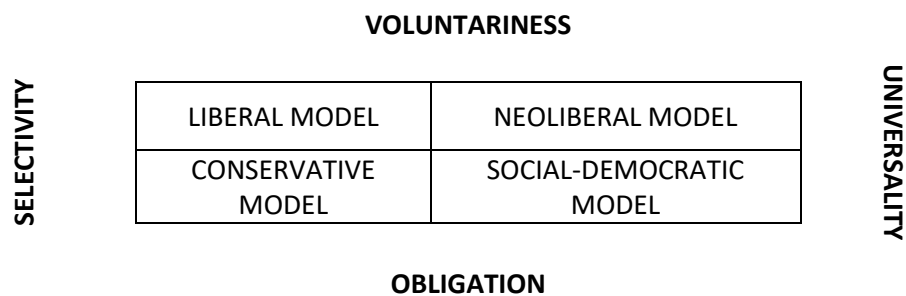 VOLUNTARINESS
SELECTIVITY
LIBERAL MODEL
NEOLIBERAL MODEL
UNIVERSALITY
CONSERVATIVE
MODEL
SOCIAL-DEMOCRATIC
MODEL
OBLIGATION